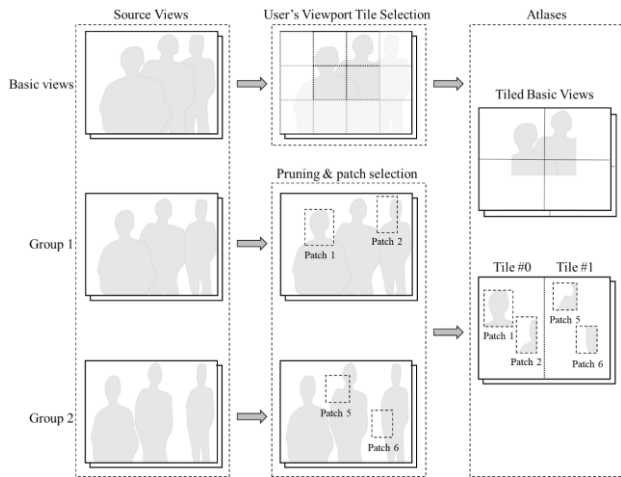 Source Views
User's Viewport Tile Selection
Atlases
Basic views
Tiled Basic Views
Pruning & patch selection
Group 1
Patch 1
Patch 2
Tile #0
Tile #1
Patch 1
Patch 2
Patch 5
Patch 6
Group 2
Patch 5
Patch 6